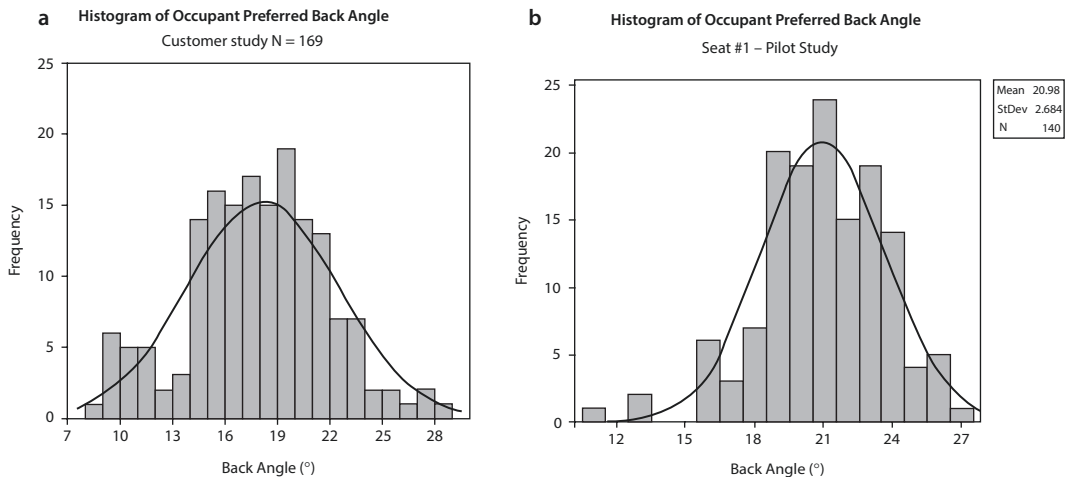 a
Histogram of Occupant Preferred Back Angle
Customer study N = 169
25
20
15
10
5
0
Frequency
7 10 13 16 19 22 25 28
Back Angle (°)
b
Histogram of Occupant Preferred Back Angle
Seat #1 – Pilot Study
25
20
15
10
5
0
Frequency
12 15 18 21 24 27
Back Angle (°)
Mean 20.98
StDev 2.684
N 140